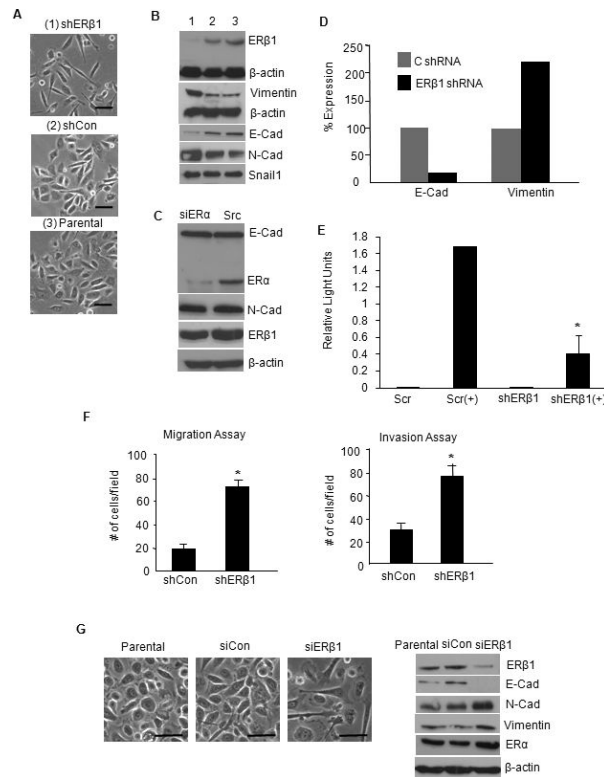 A
(1) shERβ1
(2) shCon
(3) Parental
B
1 2 3
ERβ1
β-actin
Vimentin
β-actin
E-Cad
N-Cad
Snail1
C
siERα Src
E-Cad
ERα
N-Cad
ERβ1
β-actin
D
C shRNA
ERβ1 shRNA
% Expression
250
200
150
100
50
0
E-Cad Vimentin
E
Relative Light Units
1.8
1.6
1.4
1.2
1.0
0.8
0.6
0.4
0.2
0.0
*
Scr Scr(+) shERβ1 shERβ1(+)
F
Migration Assay
# of cells/field
100
80
60
40
20
0
*
shCon shERβ1
Invasion Assay
# of cells/field
100
80
60
40
20
0
*
shCon shERβ1
G
Parental siCon siERβ1
Parental siCon siERβ1
ERβ1
E-Cad
N-Cad
Vimentin
ERα
β-actin